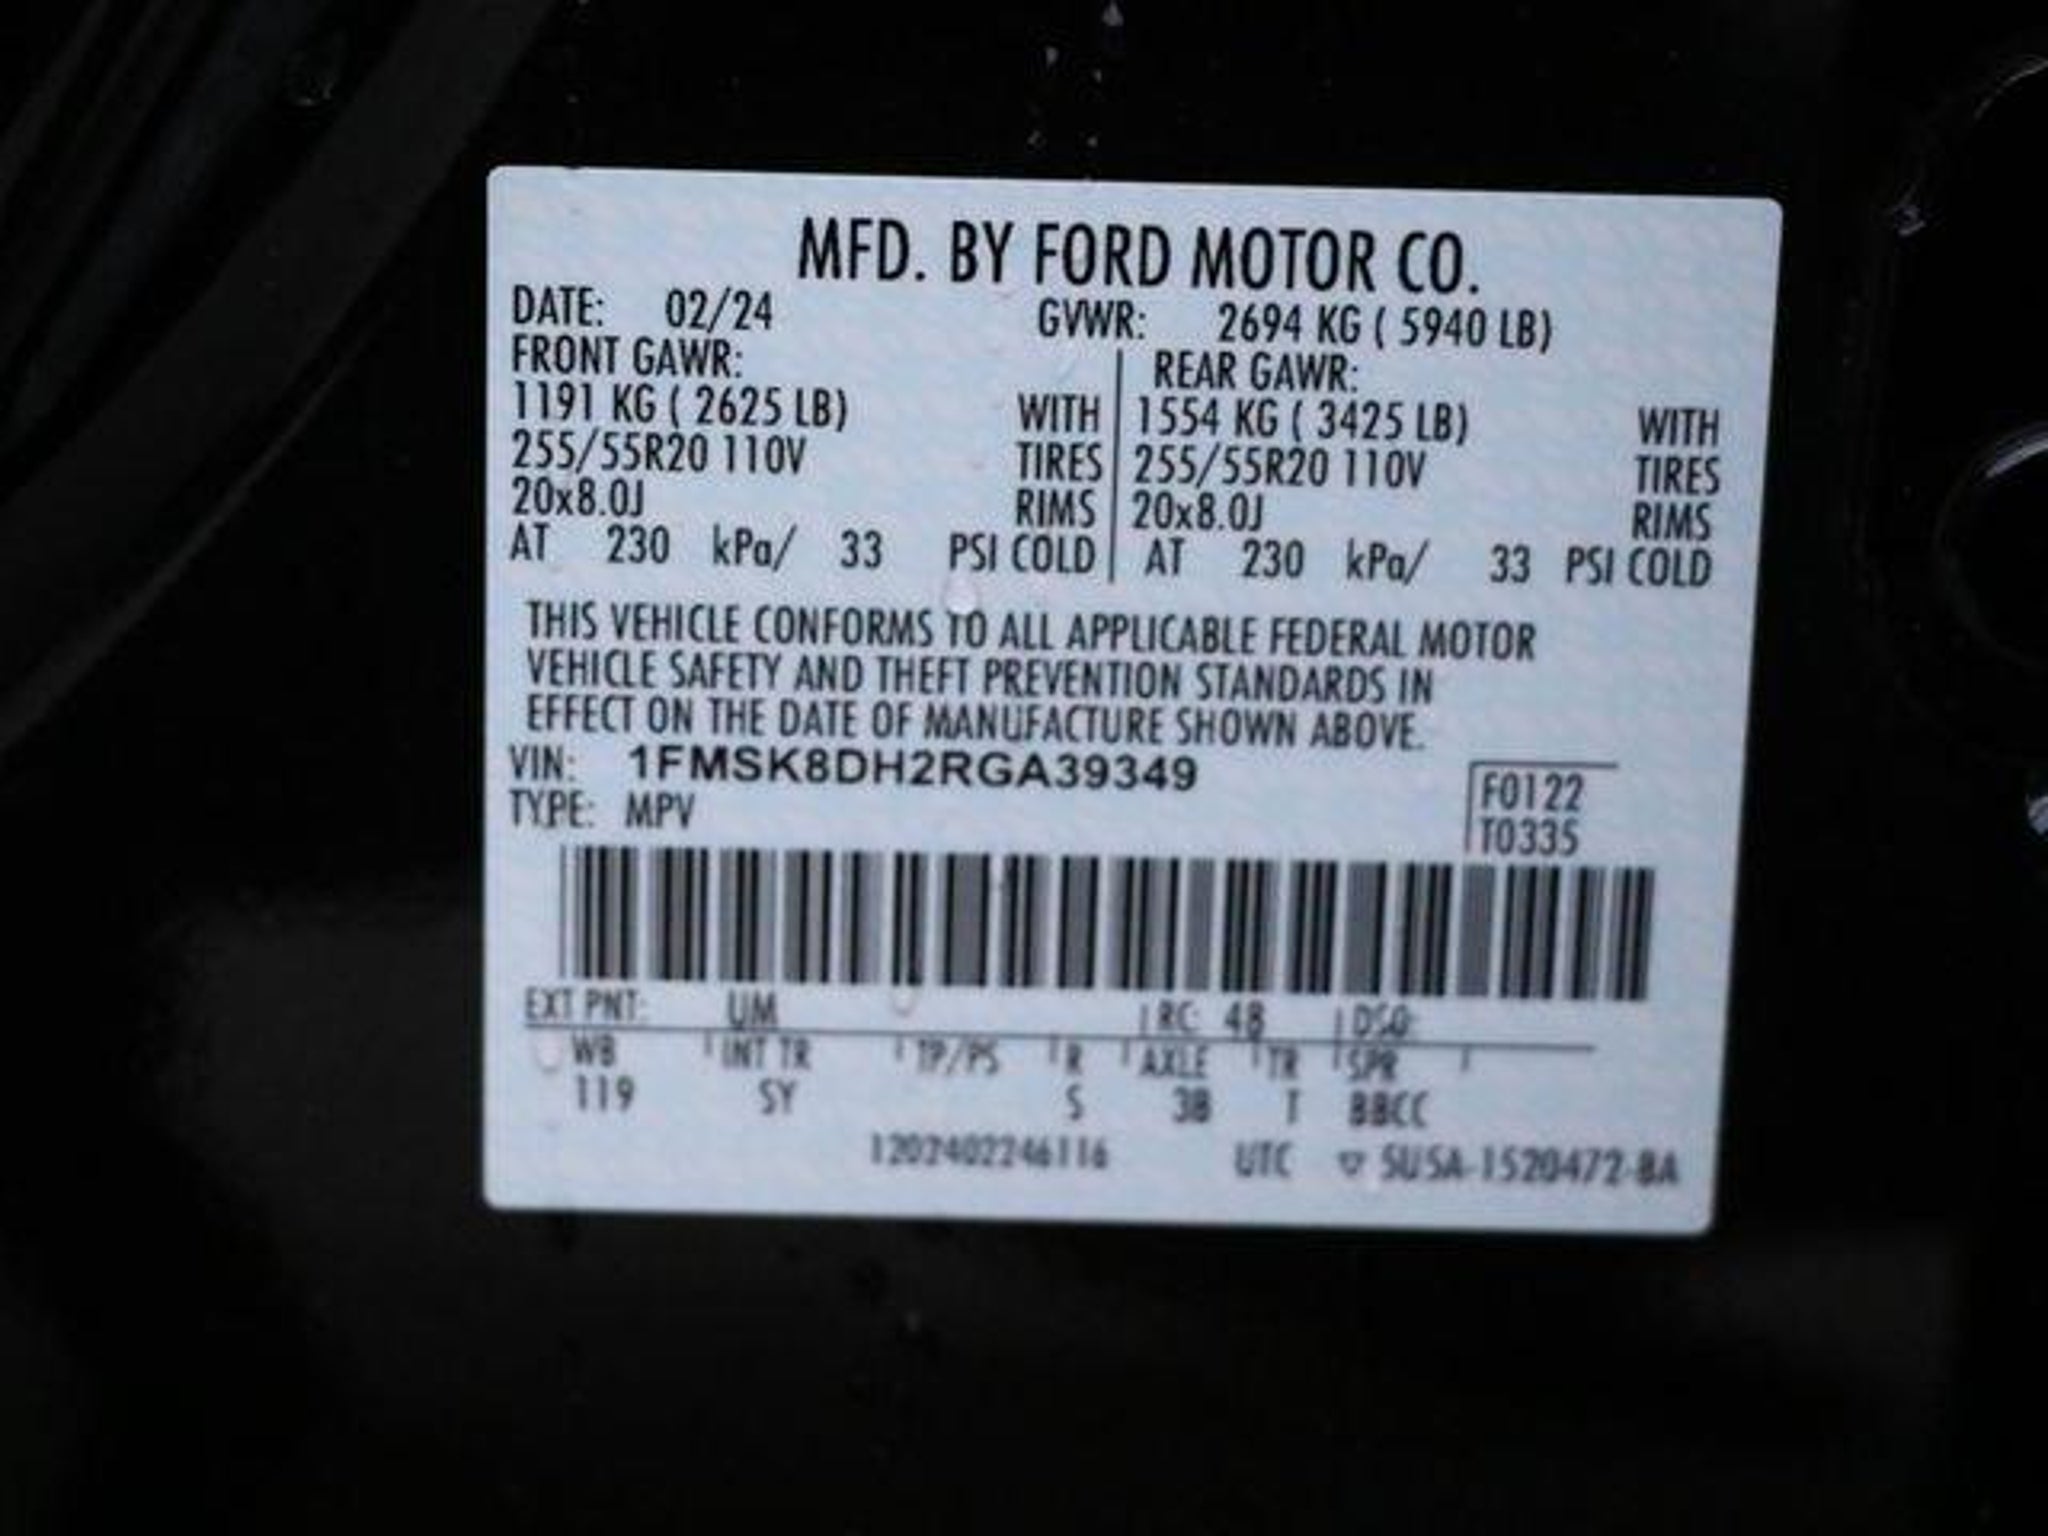 MFD. BY FORD MOTOR CO.
DATE: 02/24 GVWR: 2694 KG ( 5940 LB)
FRONT GAWR: REAR GAWR:
1191 KG ( 2625 LB) WITH 1554 KG ( 3425 LB) WITH
255/55R20 110V TIRES 255/55R20 110V TIRES
20x8.0J RIMS 20x8.0J RIMS
AT 230 kPa/ 33 PSI COLD AT 230 kPa/ 33 PSI COLD
THIS VEHICLE CONFORMS TO ALL APPLICABLE FEDERAL MOTOR
VEHICLE SAFETY AND THEFT PREVENTION STANDARDS IN
EFFECT ON THE DATE OF MANUFACTURE SHOWN ABOVE.
VIN: 1FMSK8DH2RGA39349
TYPE: MPV
F0122
T0335
EXT PNT: UM RC: 48 DSO:
WB INT TR TP/PS R AXLE TR SPR
119 SY S 3B T BBCC
1202402246116 UTC ▽ 5U5A-1520472-BA